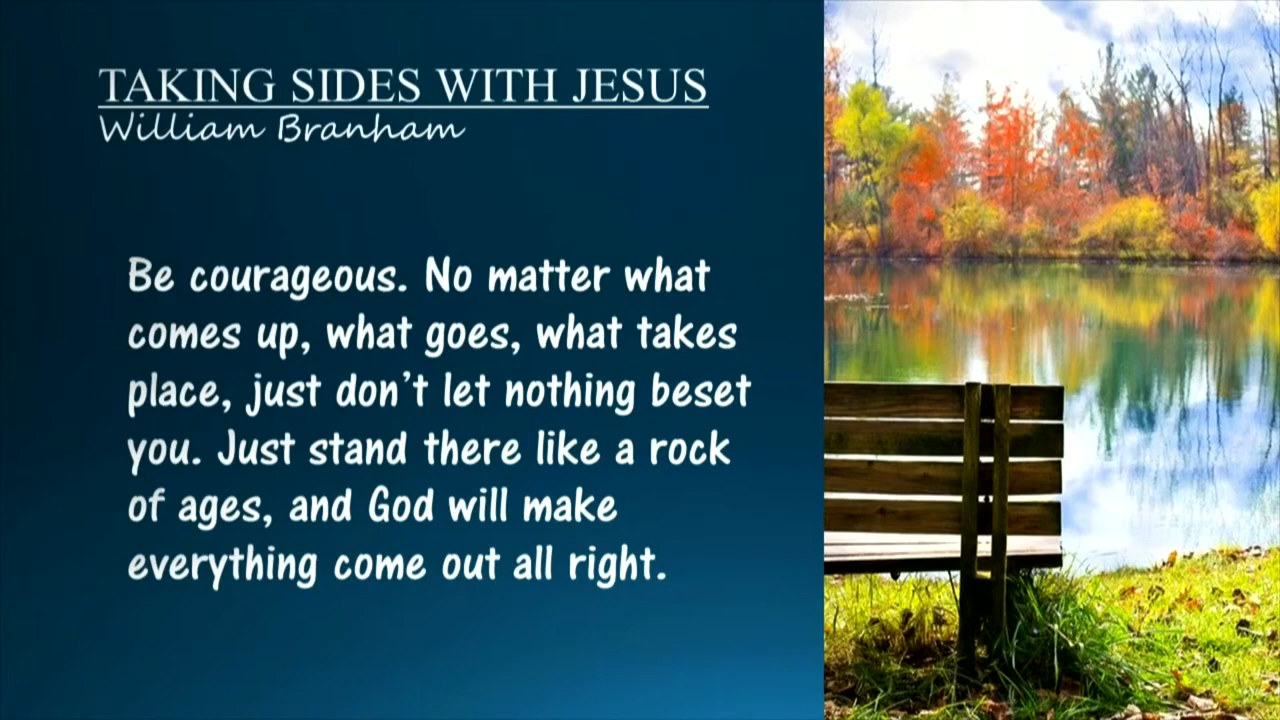 TAKING SIDES WITH JESUS
William Branham
Be courageous. No matter what
comes up, what goes, what takes
place, just don't let nothing beset
you. Just stand there like a rock
of ages, and God will make
everything come out all right.